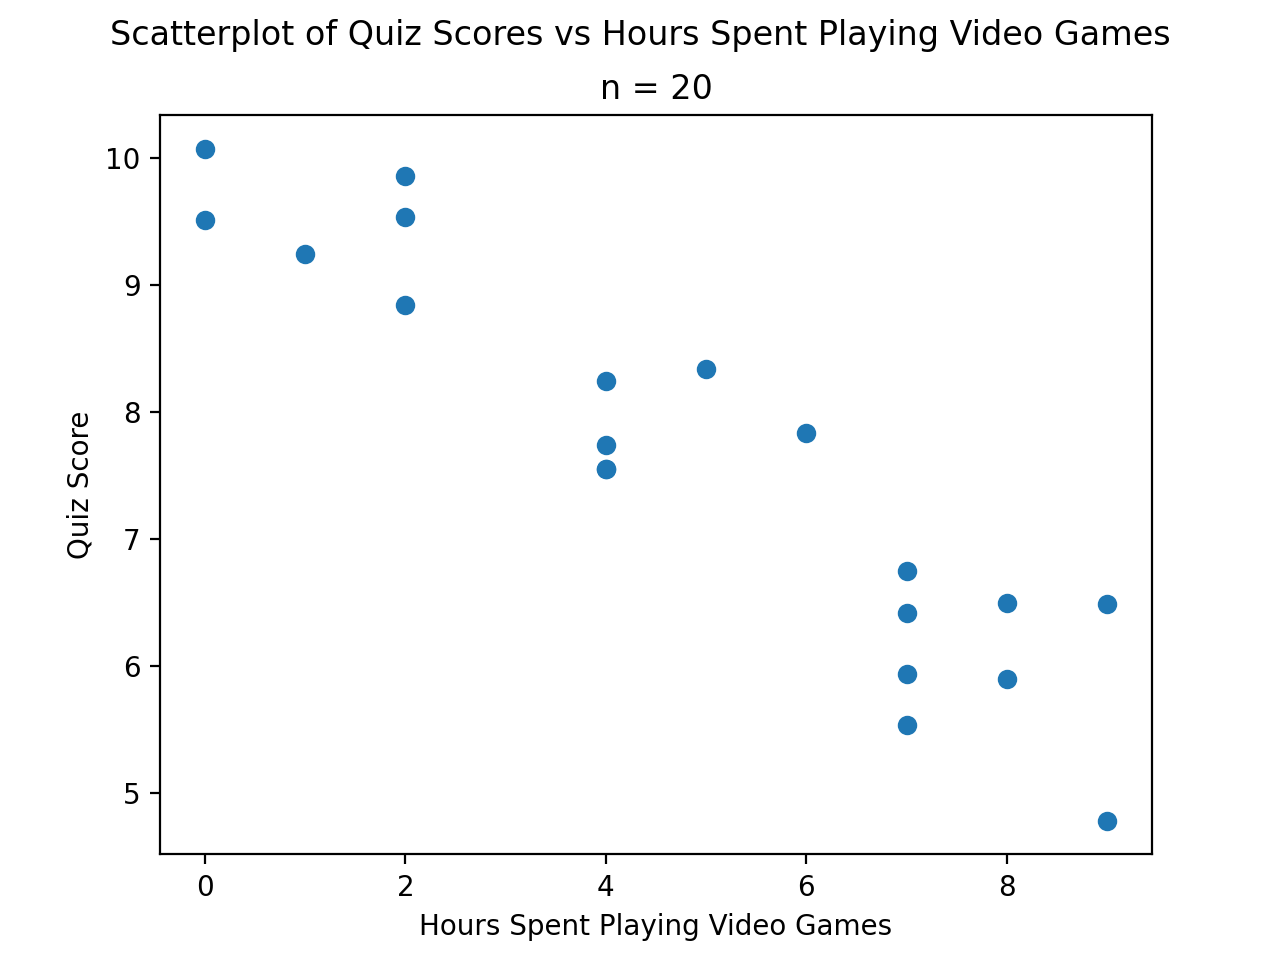 Scatterplot of Quiz Scores vs Hours Spent Playing Video Games
n = 20
10
9
8
7
6
5
Quiz Score
0 2 4 6 8
Hours Spent Playing Video Games